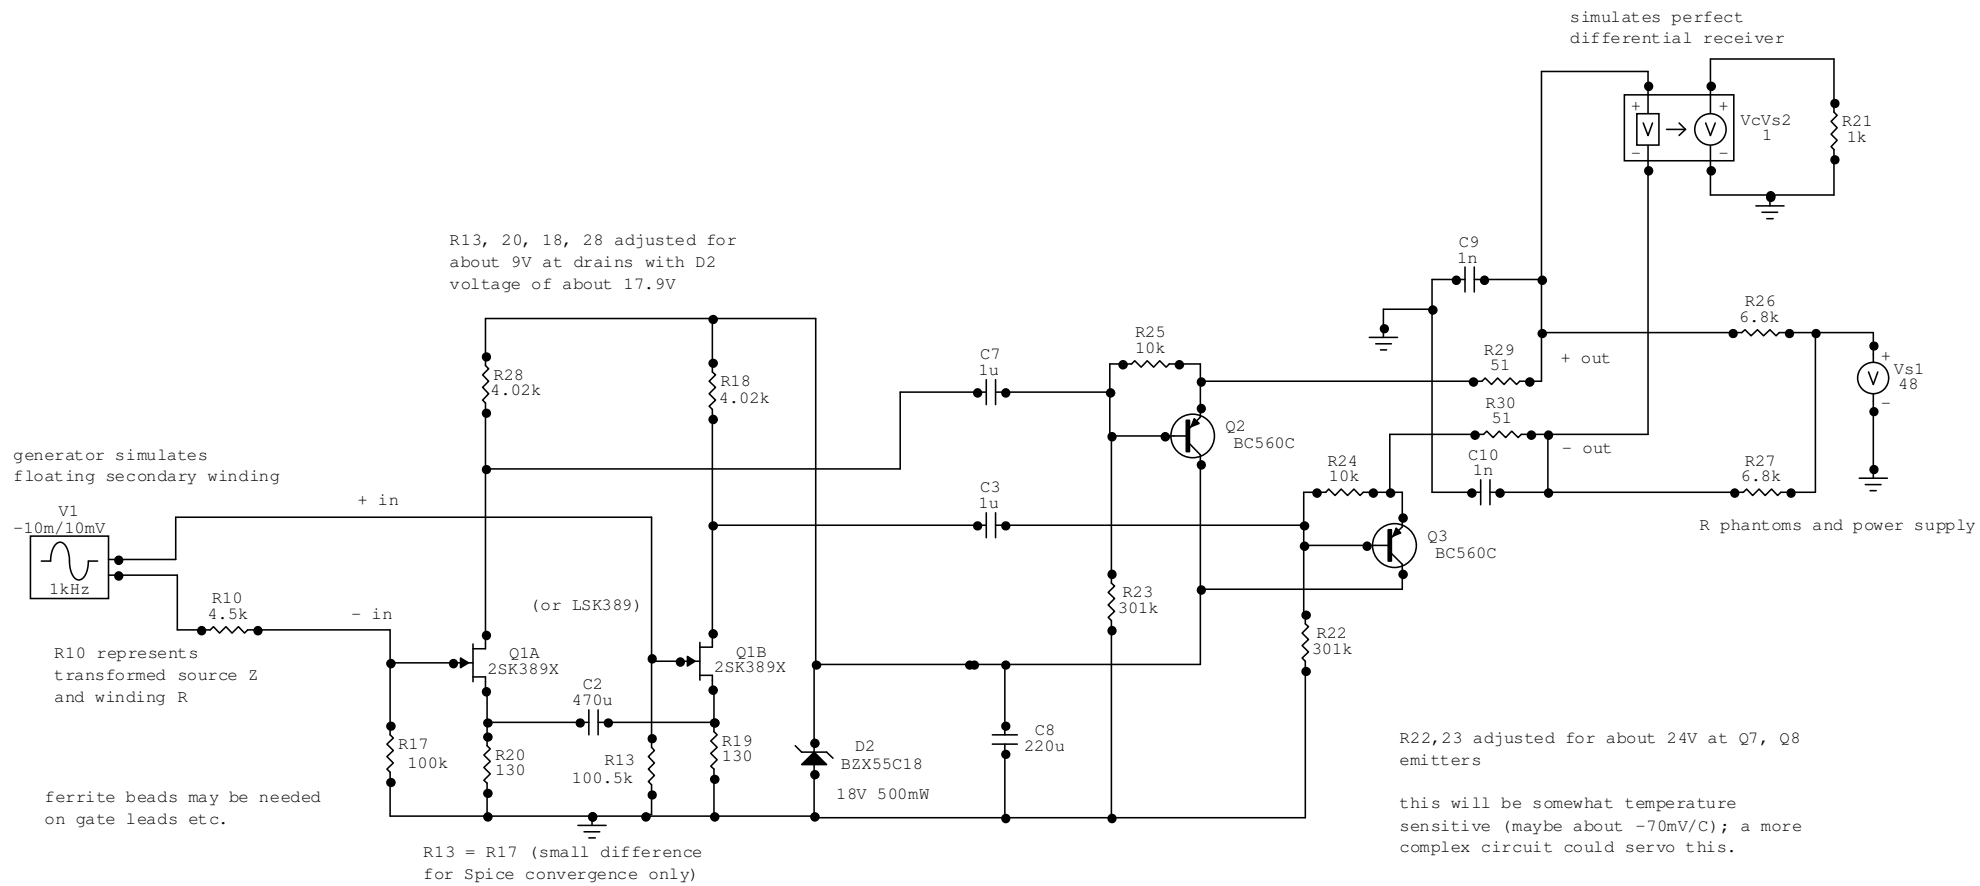 simulates perfect
differential receiver
+
+
V
V
VcVs2
1
−
−
R21
1k
R13, 20, 18, 28 adjusted for
about 9V at drains with D2
voltage of about 17.9V
C9
1n
R26
6.8k
R25
10k
C7
1u
R29
51
+ out
+
V
Vs1
48
−
R28
4.02k
R18
4.02k
R30
51
− out
Q2
BC560C
generator simulates
floating secondary winding
+ in
C10
1n
R24
10k
R27
6.8k
C3
1u
V1
-10m/10mV
1kHz
R phantoms and power supply
Q3
BC560C
R10
4.5k
− in
(or LSK389)
R23
301k
R22
301k
R10 represents
transformed source Z
and winding R
Q1A
2SK389X
Q1B
2SK389X
C2
470u
R17
100k
R20
130
R13
100.5k
R19
130
D2
BZX55C18
18V 500mW
C8
220u
R22,23 adjusted for about 24V at Q7, Q8
emitters
ferrite beads may be needed
on gate leads etc.
this will be somewhat temperature
sensitive (maybe about -70mV/C); a more
complex circuit could servo this.
R13 = R17 (small difference
for Spice convergence only)